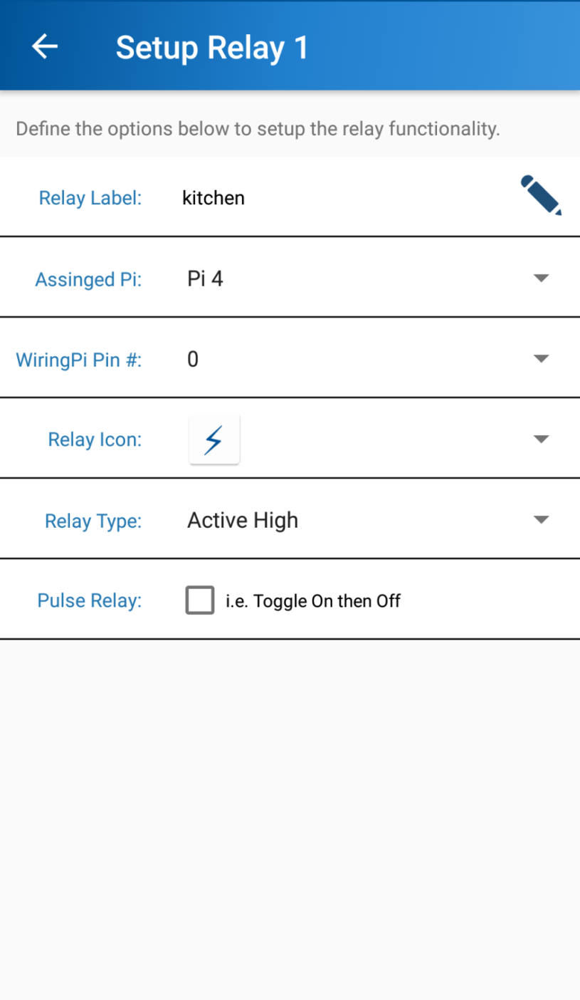 Setup Relay 1
Define the options below to setup the relay functionality.
Relay Label: kitchen
Assinged Pi: Pi 4
WiringPi Pin #: 0
Relay Icon:
Relay Type: Active High
Pulse Relay: i.e. Toggle On then Off